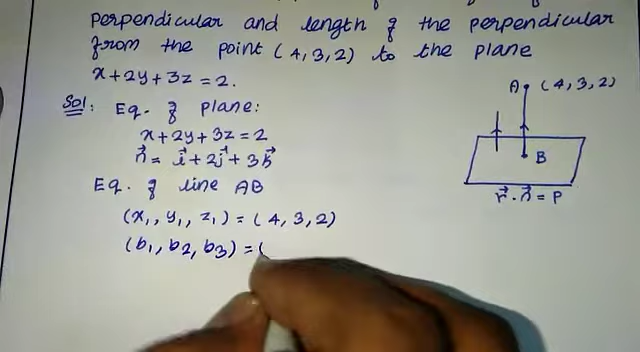 perpendicular and length of the perpendicular
from the point (4,3,2) to the plane
x+2y+3z=2.
Sol: Eq. of plane:
x+2y+3z=2
n⃗ = i⃗+2j⃗+3k⃗
Eq. of line AB
(x₁, y₁, z₁) = (4, 3, 2)
(b₁, b₂, b₃) = (
A (4,3,2)
B
r⃗·n⃗ = P